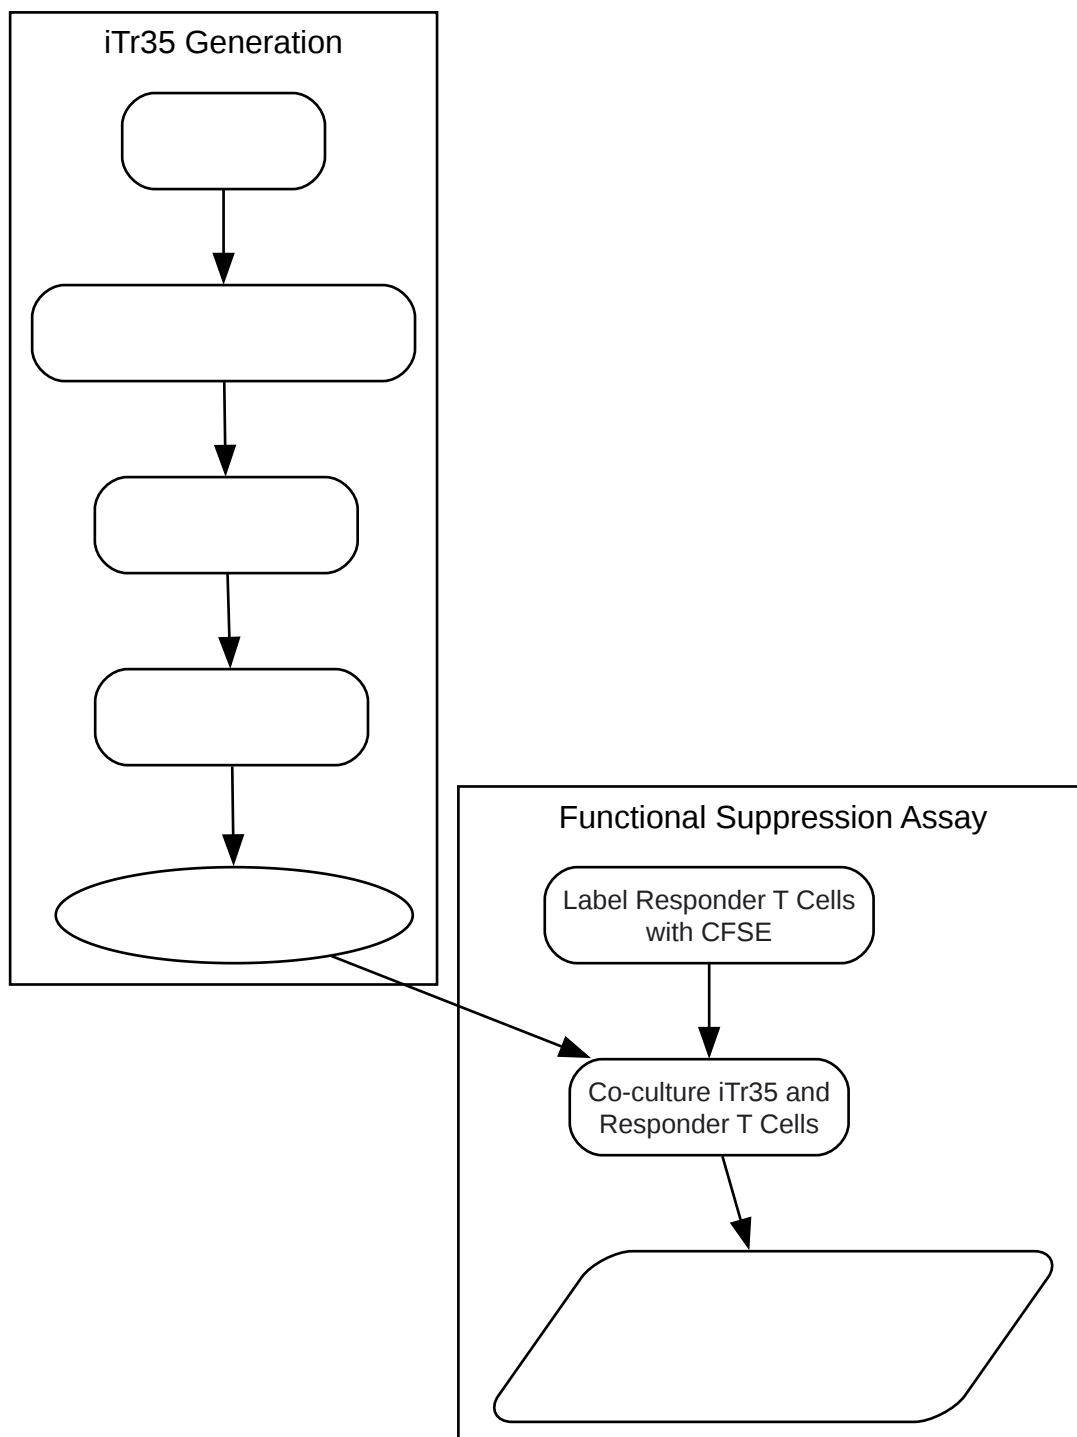 iTr35 Generation
Functional Suppression Assay
Label Responder T Cells
with CFSE
Co-culture iTr35 and
Responder T Cells